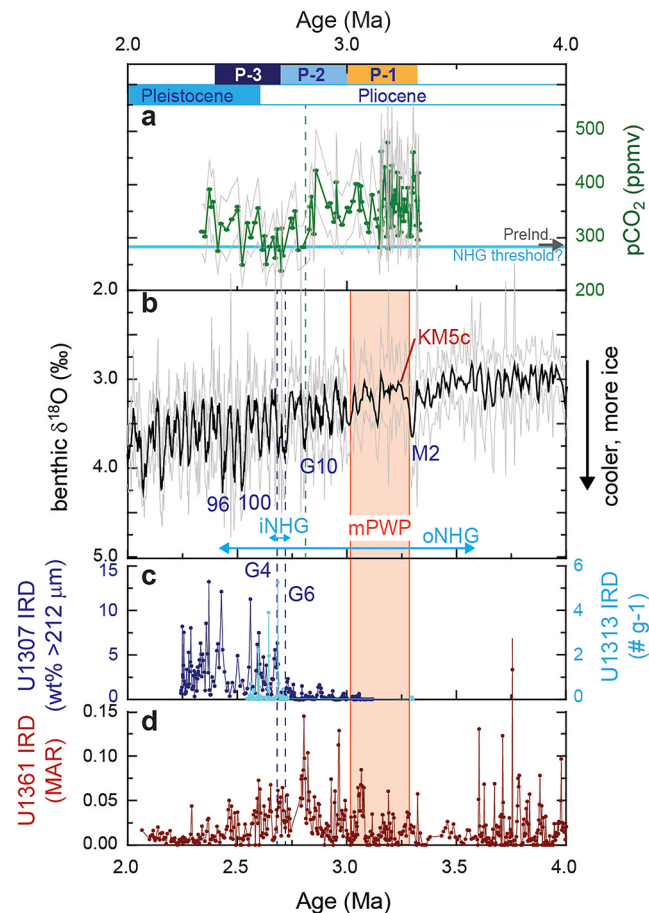 Age (Ma)
2.0 3.0 4.0
P-3 P-2 P-1
Pleistocene Pliocene
a
500
400
300
200
pCO2 (ppmv)
PreInd.
NHG threshold?
2.0
3.0
4.0
5.0
benthic δ18O (‰)
b
KM5c
M2
G10
96 100
iNHG
mPWP
oNHG
cooler, more ice
G4
G6
c
15
10
5
0
U1307 IRD
(wt% >212 µm)
6
4
2
0
U1313 IRD
(# g-1)
d
0.15
0.10
0.05
0.00
U1361 IRD
(MAR)
2.0 2.5 3.0 3.5 4.0
Age (Ma)